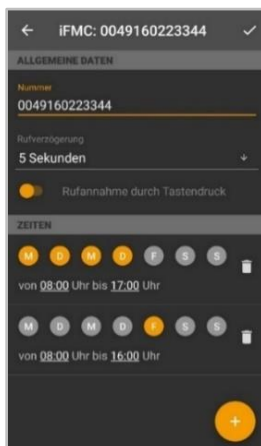 iFMC: 0049160223344
ALLGEMEINE DATEN
Nummer
0049160223344
Rufverzögerung
5 Sekunden
Rufannahme durch Tastendruck
ZEITEN
M D M D F S S
von 08:00 Uhr bis 17:00 Uhr
M D M D F S S
von 08:00 Uhr bis 16:00 Uhr